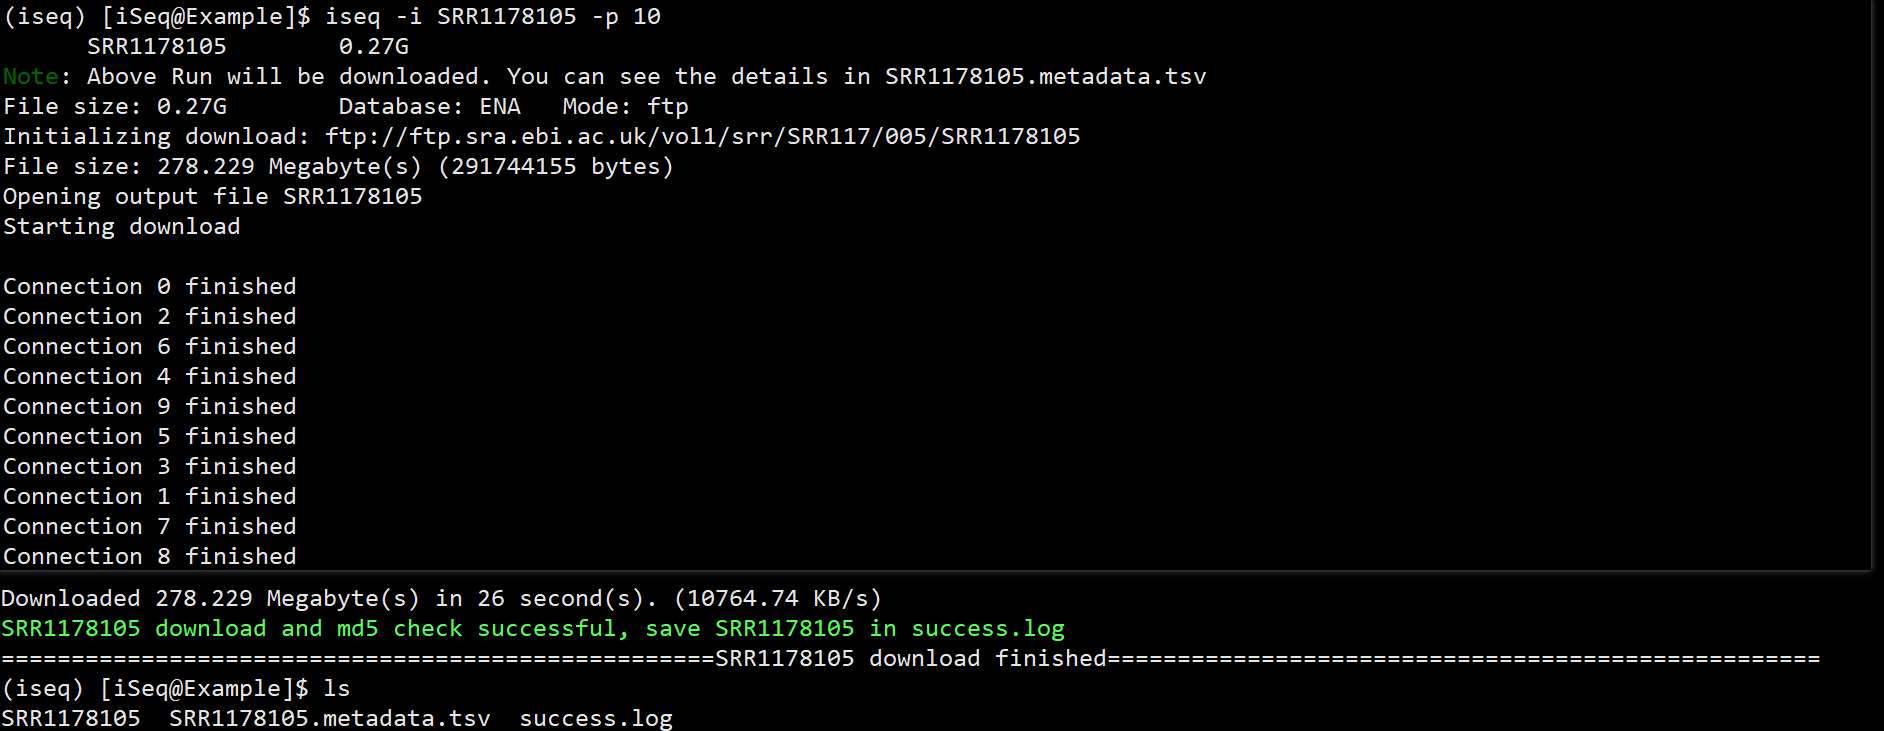 (iseq) [iSeq@Example]$ iseq -i SRR1178105 -p 10
      SRR1178105        0.27G
Note: Above Run will be downloaded. You can see the details in SRR1178105.metadata.tsv
File size: 0.27G        Database: ENA   Mode: ftp
Initializing download: ftp://ftp.sra.ebi.ac.uk/vol1/srr/SRR117/005/SRR1178105
File size: 278.229 Megabyte(s) (291744155 bytes)
Opening output file SRR1178105
Starting download
Connection 0 finished
Connection 2 finished
Connection 6 finished
Connection 4 finished
Connection 9 finished
Connection 5 finished
Connection 3 finished
Connection 1 finished
Connection 7 finished
Connection 8 finished
Downloaded 278.229 Megabyte(s) in 26 second(s). (10764.74 KB/s)
SRR1178105 download and md5 check successful, save SRR1178105 in success.log
===================================================SRR1178105 download finished===================================================
(iseq) [iSeq@Example]$ ls
SRR1178105  SRR1178105.metadata.tsv  success.log